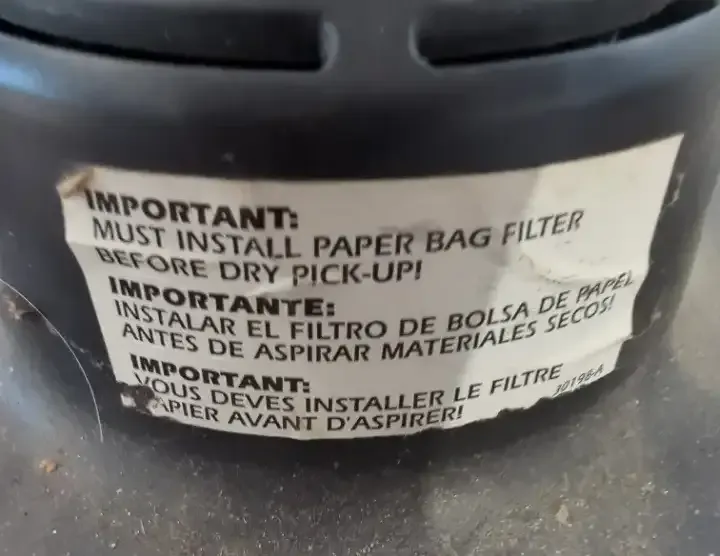 IMPORTANT:
MUST INSTALL PAPER BAG FILTER
BEFORE DRY PICK-UP!
IMPORTANTE:
INSTALAR EL FILTRO DE BOLSA DE PAPEL
ANTES DE ASPIRAR MATERIALES SECOS!
IMPORTANT:
VOUS DEVES INSTALLER LE FILTRE
APIER AVANT D'ASPIRER!
30198-A